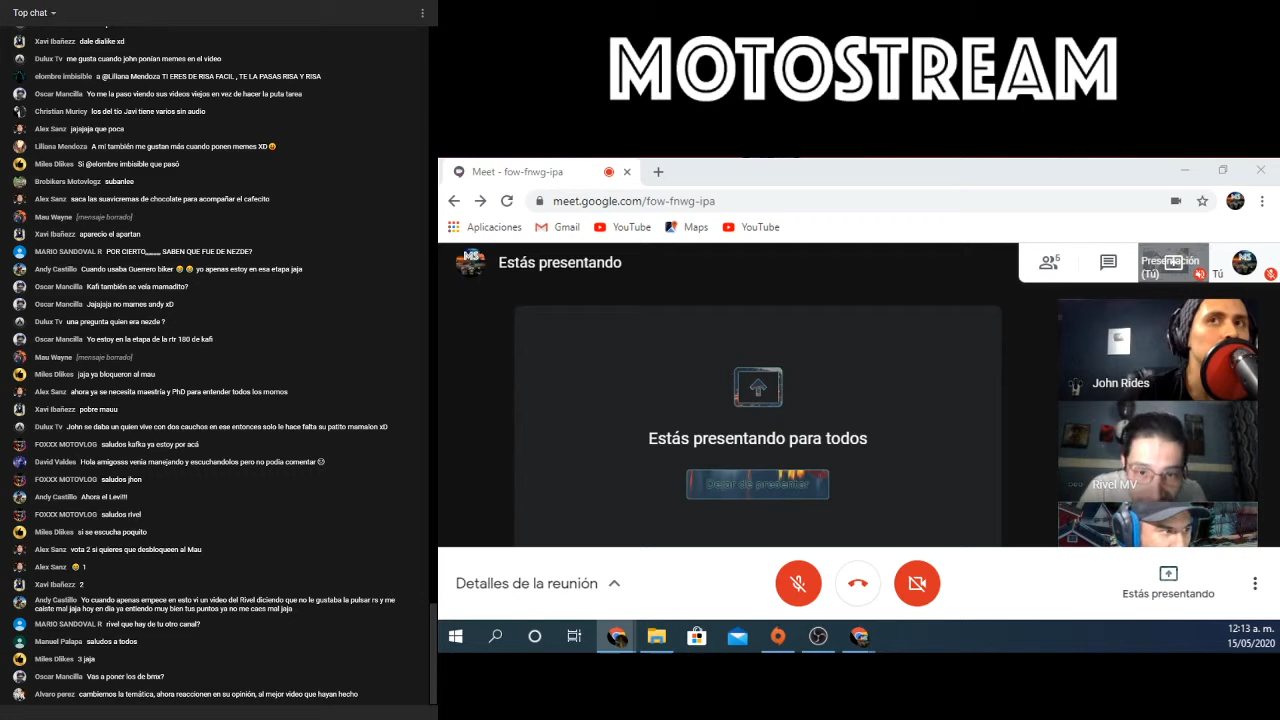 Top chat
Xavi Ibañezz dale dialike xd
Dulux Tv me gusta cuando john ponían memes en el video
elombre imbisible a @Liliana Mendoza TI ERES DE RISA FACIL , TE LA PASAS RISA Y RISA
Oscar Mancilla Yo me la paso viendo sus videos viejos en vez de hacer la puta tarea
Christian Muricy los del tío Javi tiene varios sin audio
Alex Sanz jajajaja que poca
Liliana Mendoza A mi también me gustan más cuando ponen memes XD
Miles Dlikes Si @elombre imbisible que pasó
Brobikers Motovlogz subanlee
Alex Sanz saca las suavicremas de chocolate para acompañar el cafecito
Mau Wayne [mensaje borrado]
Xavi Ibañezz aparecio el apartan
MARIO SANDOVAL R POR CIERTO,,,,,,,,,, SABEN QUE FUE DE NEZDE?
Andy Castillo Cuando usaba Guerrero biker yo apenas estoy en esa etapa jaja
Oscar Mancilla Kafi también se veía mamadito?
Oscar Mancilla Jajajaja no mames andy xD
Dulux Tv una pregunta quien era nezde ?
Oscar Mancilla Yo estoy en la etapa de la rtr 180 de kafi
Mau Wayne [mensaje borrado]
Miles Dlikes jaja ya bloqueron al mau
Alex Sanz ahora ya se necesita maestría y PhD para entender todos los momos
Xavi Ibañezz pobre mauu
Dulux Tv John se daba un quien vive con dos cauchos en ese entonces solo le hace falta su patito mamalon xD
FOXXX MOTOVLOG saludos kafka ya estoy por acá
David Valdes Hola amigosss venia manejando y escuchandolos pero no podia comentar
FOXXX MOTOVLOG saludos jhon
Andy Castillo Ahora el Levi!!!
FOXXX MOTOVLOG saludos rivel
Miles Dlikes si se escucha poquito
Alex Sanz vota 2 si quieres que desbloqueen al Mau
Alex Sanz 1
Xavi Ibañezz 2
Andy Castillo Yo cuando apenas empece en esto vi un video del Rivel diciendo que no le gustaba la pulsar rs y me
caiste mal jaja hoy en dia ya entiendo muy bien tus puntos ya no me caes mal jaja
MARIO SANDOVAL R rivel que hay de tu otro canal?
Manuel Palapa saludos a todos
Miles Dlikes 3 jaja
Oscar Mancilla Vas a poner los de bmx?
Alvaro perez cambiemos la temática, ahora reaccionen en su opinión, al mejor video que hayan hecho
MOTOSTREAM
Meet - fow-fnwg-ipa
meet.google.com/fow-fnwg-ipa
Aplicaciones Gmail YouTube Maps YouTube
Estás presentando
5
Presentación
(Tú)
Tú
Estás presentando para todos
Dejar de presentar
John Rides
Rivel MV
Detalles de la reunión
Estás presentando
12:13 a. m.
15/05/2020